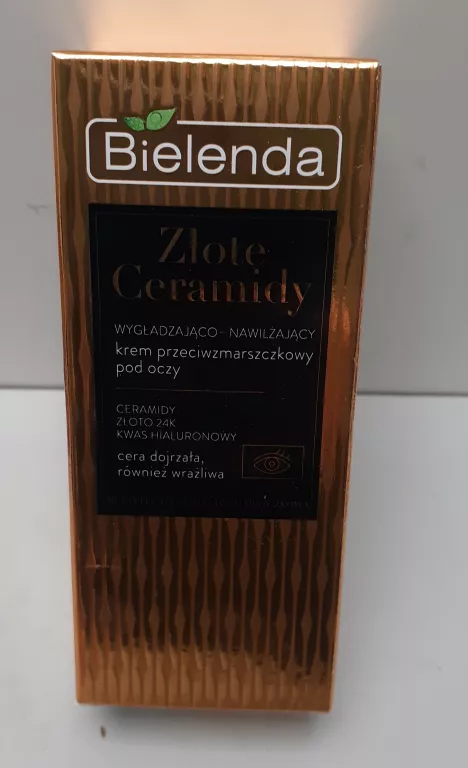 Bielenda
Złote
Ceramidy
WYGŁADZAJĄCO - NAWILŻAJĄCY
krem przeciwzmarszczkowy
pod oczy
CERAMIDY
ZŁOTO 24K
KWAS HIALURONOWY
cera dojrzała,
również wrażliwa